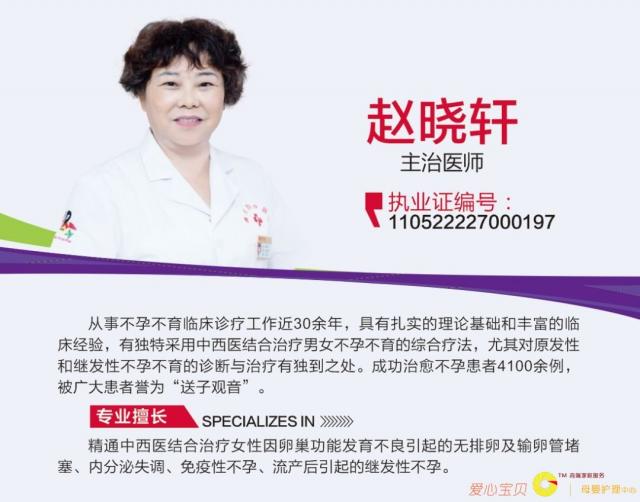 赵晓轩
主治医师
执业证编号：
110522227000197
从事不孕不育临床诊疗工作近30余年，具有扎实的理论基础和丰富的临
床经验，有独特采用中西医结合治疗男女不孕不育的综合疗法，尤其对原发性
和继发性不孕不育的诊断与治疗有独到之处。成功治愈不孕患者4100余例，
被广大患者誉为“送子观音”。
专业擅长 SPECIALIZES IN
精通中西医结合治疗女性因卵巢功能发育不良引起的无排卵及输卵管堵
塞、内分泌失调、免疫性不孕、流产后引起的继发性不孕。
TM 高端家庭服务
爱心宝贝 母婴护理中心